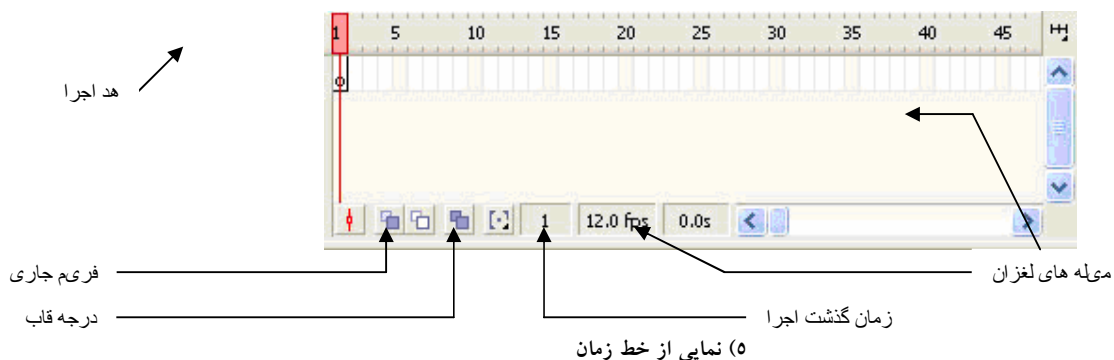 1 5 10 15 20 25 30 35 40 45
هد اجرا
1 12.0 fps 0.0s
فریم جاری
میله های لغزان
درجه قاب
زمان گذشت اجرا
۵) نمایی از خط زمان